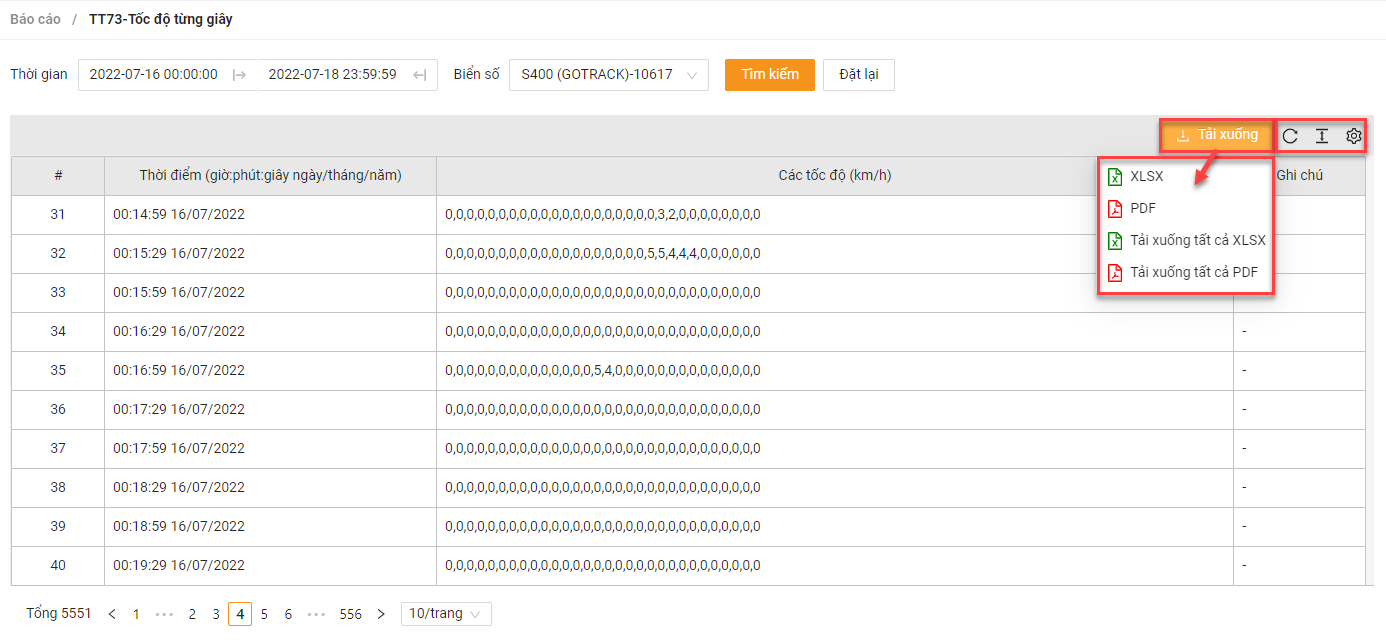 Báo cáo / TT73-Tốc độ từng giây
Thời gian 2022-07-16 00:00:00 2022-07-18 23:59:59 Biển số S400 (GOTRACK)-10617 Tìm kiếm Đặt lại
Tải xuống
# Thời điểm (giờ:phút:giây ngày/tháng/năm) Các tốc độ (km/h) Ghi chú
XLSX
PDF
Tải xuống tất cả XLSX
Tải xuống tất cả PDF
31 00:14:59 16/07/2022 0,0,0,0,0,0,0,0,0,0,0,0,0,0,0,0,0,0,0,0,3,2,0,0,0,0,0,0,0,0
32 00:15:29 16/07/2022 0,0,0,0,0,0,0,0,0,0,0,0,0,0,0,0,0,0,0,5,5,4,4,4,0,0,0,0,0,0
33 00:15:59 16/07/2022 0,0,0,0,0,0,0,0,0,0,0,0,0,0,0,0,0,0,0,0,0,0,0,0,0,0,0,0,0,0
34 00:16:29 16/07/2022 0,0,0,0,0,0,0,0,0,0,0,0,0,0,0,0,0,0,0,0,0,0,0,0,0,0,0,0,0,0 -
35 00:16:59 16/07/2022 0,0,0,0,0,0,0,0,0,0,0,0,0,0,5,4,0,0,0,0,0,0,0,0,0,0,0,0,0,0 -
36 00:17:29 16/07/2022 0,0,0,0,0,0,0,0,0,0,0,0,0,0,0,0,0,0,0,0,0,0,0,0,0,0,0,0,0,0 -
37 00:17:59 16/07/2022 0,0,0,0,0,0,0,0,0,0,0,0,0,0,0,0,0,0,0,0,0,0,0,0,0,0,0,0,0,0 -
38 00:18:29 16/07/2022 0,0,0,0,0,0,0,0,0,0,0,0,0,0,0,0,0,0,0,0,0,0,0,0,0,0,0,0,0,0 -
39 00:18:59 16/07/2022 0,0,0,0,0,0,0,0,0,0,0,0,0,0,0,0,0,0,0,0,0,0,0,0,0,0,0,0,0,0 -
40 00:19:29 16/07/2022 0,0,0,0,0,0,0,0,0,0,0,0,0,0,0,0,0,0,0,0,0,0,0,0,0,0,0,0,0,0 -
Tổng 5551 < 1 ••• 2 3 4 5 6 ••• 556 > 10/trang